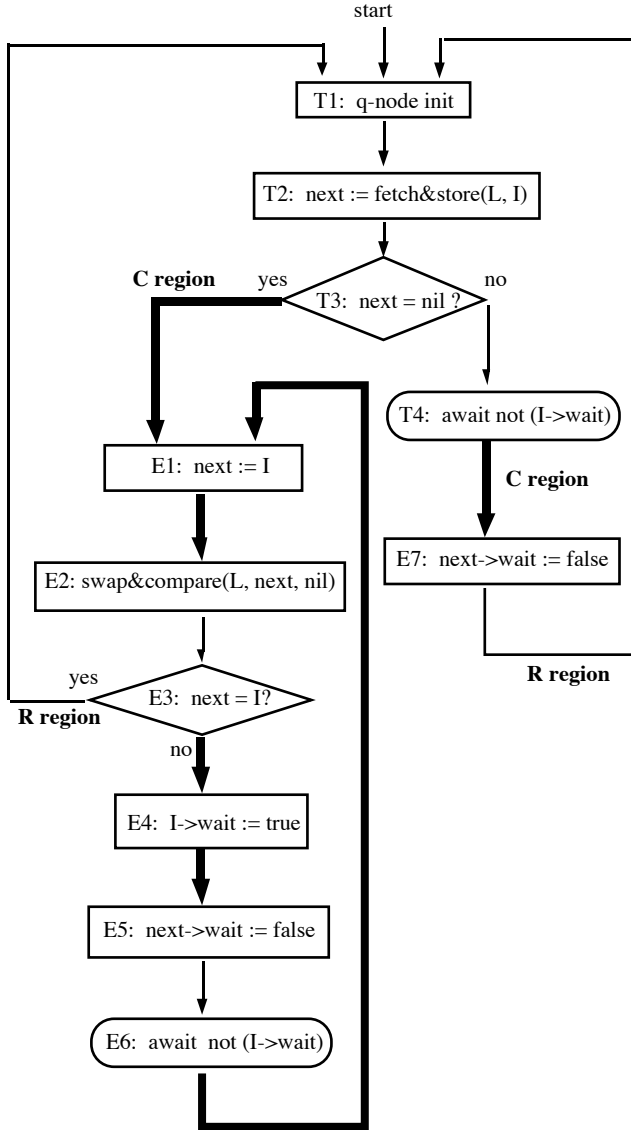 start
T1: q-node init
T2: next := fetch&store(L, I)
C region
yes
T3: next = nil ?
no
T4: await not (I->wait)
E1: next := I
C region
E2: swap&compare(L, next, nil)
E7: next->wait := false
yes
E3: next = I?
R region
R region
no
E4: I->wait := true
E5: next->wait := false
E6: await not (I->wait)